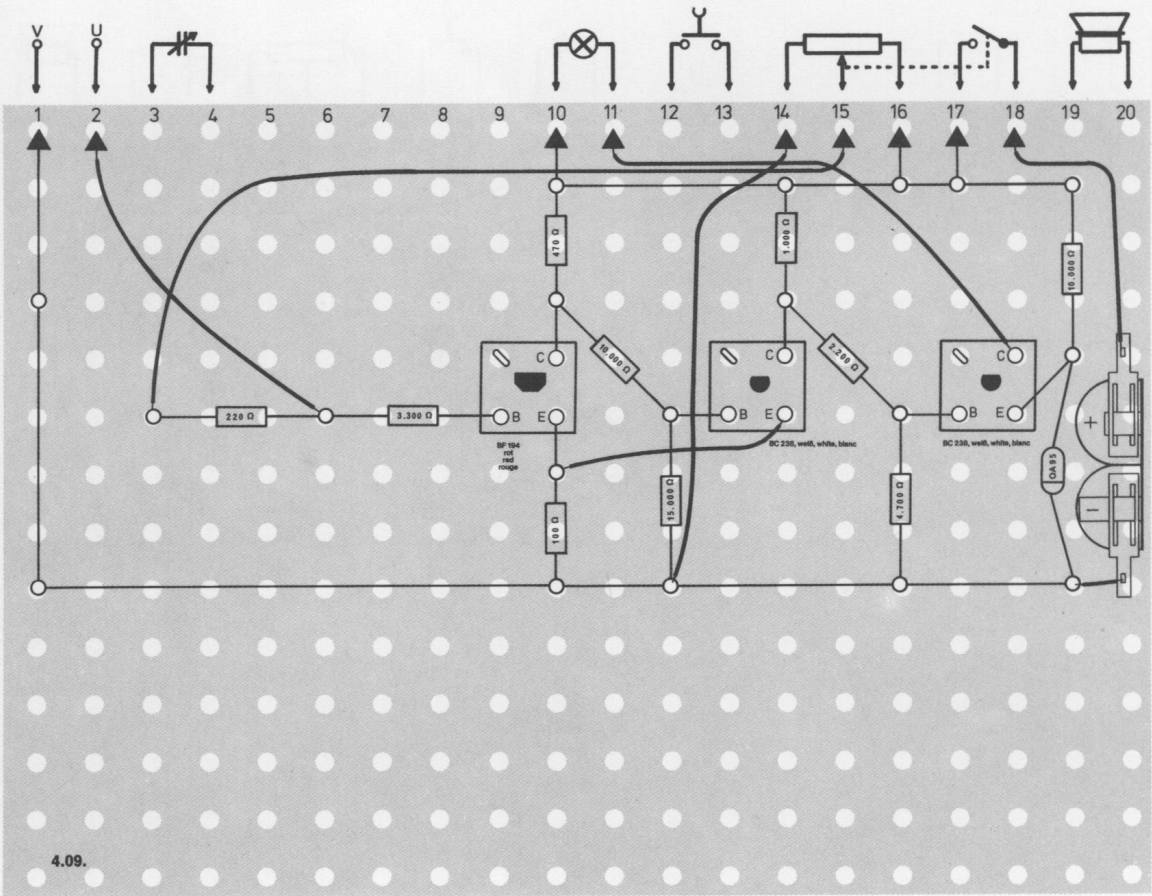 V U
1 2 3 4 5 6 7 8 9 10 11 12 13 14 15 16 17 18 19 20
470 Ω
1.000 Ω
10.000 Ω
10.000 Ω
2.200 Ω
C
C
C
220 Ω
3.300 Ω
B E
B E
B E
+
BF 194
rot
red
rouge
BC 238, weiß, white, blanc
BC 238, weiß, white, blanc
OA 95
100 Ω
15.000 Ω
4.700 Ω
−
4.09.